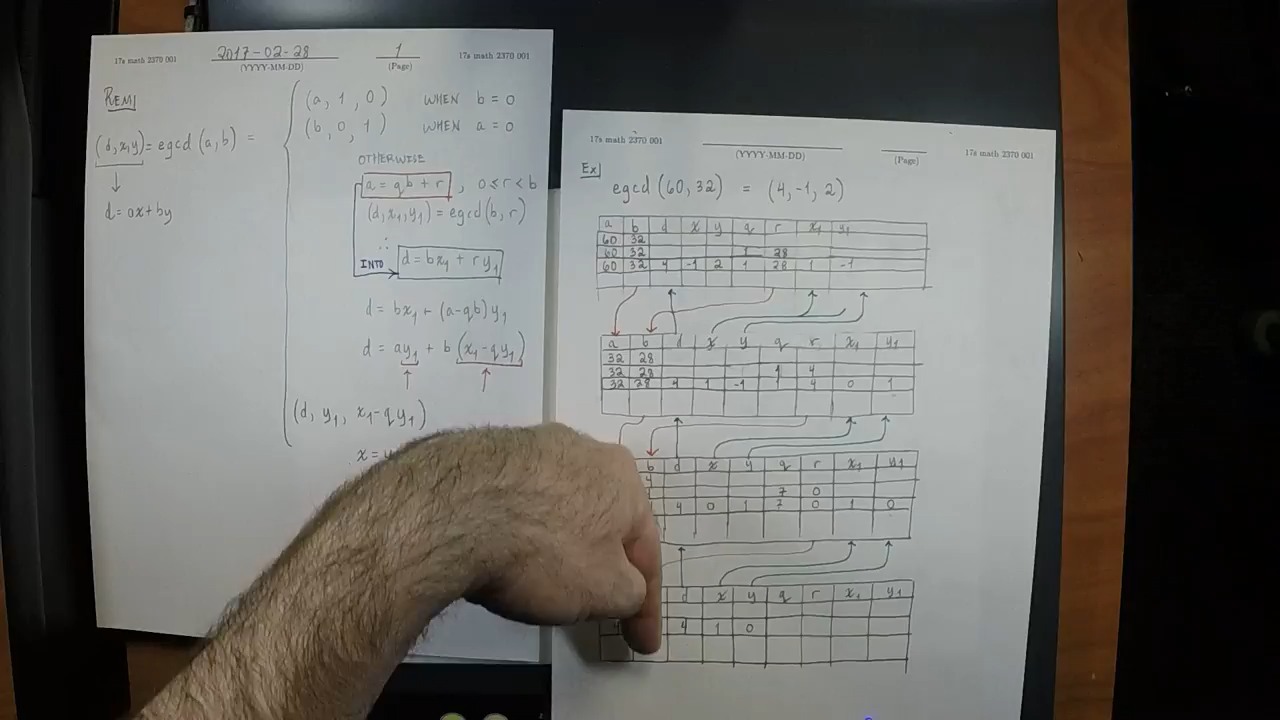 17s math 2370 001 2017-02-28 1 17s math 2370 001
(YYYY-MM-DD) (Page)
REM|
(d,x,y) = egcd (a,b) =
d = ax+by
(a, 1, 0) WHEN b = 0
(b, 0, 1) WHEN a = 0
OTHERWISE
a = qb + r , 0 ≤ r < b
(d,x₁,y₁) = egcd (b, r)
∴
INTO d = bx₁ + r y₁
d = bx₁ + (a-qb) y₁
d = ay₁ + b (x₁-qy₁)
(d, y₁, x₁-qy₁)
17s math 2370 001
(YYYY-MM-DD) (Page) 17s math 2370 001
Ex|
egcd (60, 32) = (4, -1, 2)
a b d x y q r x₁ y₁
60 32
60 32 1 28
60 32 4 -1 2 1 28 1 -1
a b d x y q r x₁ y₁
32 28
32 28 1 4
32 28 4 1 -1 1 4 0 1
b d x y q r x₁ y₁
4
7 0
4 0 1 7 0 1 0
d x y q r x₁ y₁
4 4 1 0